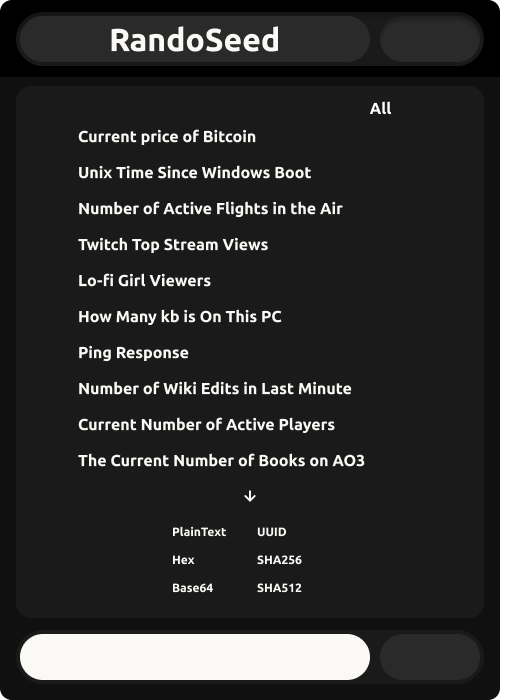 RandoSeed
All
Current price of Bitcoin
Unix Time Since Windows Boot
Number of Active Flights in the Air
Twitch Top Stream Views
Lo-fi Girl Viewers
How Many kb is On This PC
Ping Response
Number of Wiki Edits in Last Minute
Current Number of Active Players
The Current Number of Books on AO3
↓
PlainText UUID
Hex SHA256
Base64 SHA512